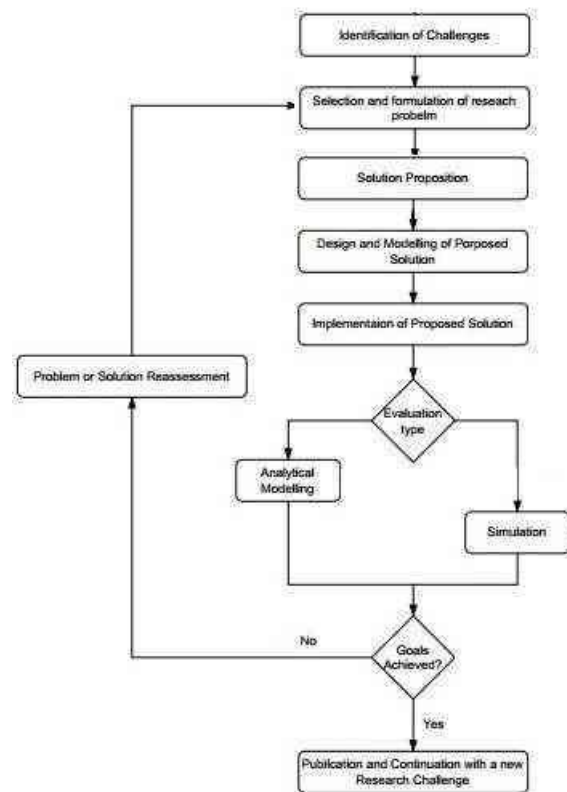 Identification of Challenges
Selection and formulation of reseach
probelm
Solution Proposition
Design and Modelling of Porposed
Solution
Implementaion of Proposed Solution
Problem or Solution Reassessment
Evaluation
type
Analytical
Modelling
Simulation
No
Goals
Achieved?
Yes
Publication and Continuation with a new
Research Challenge